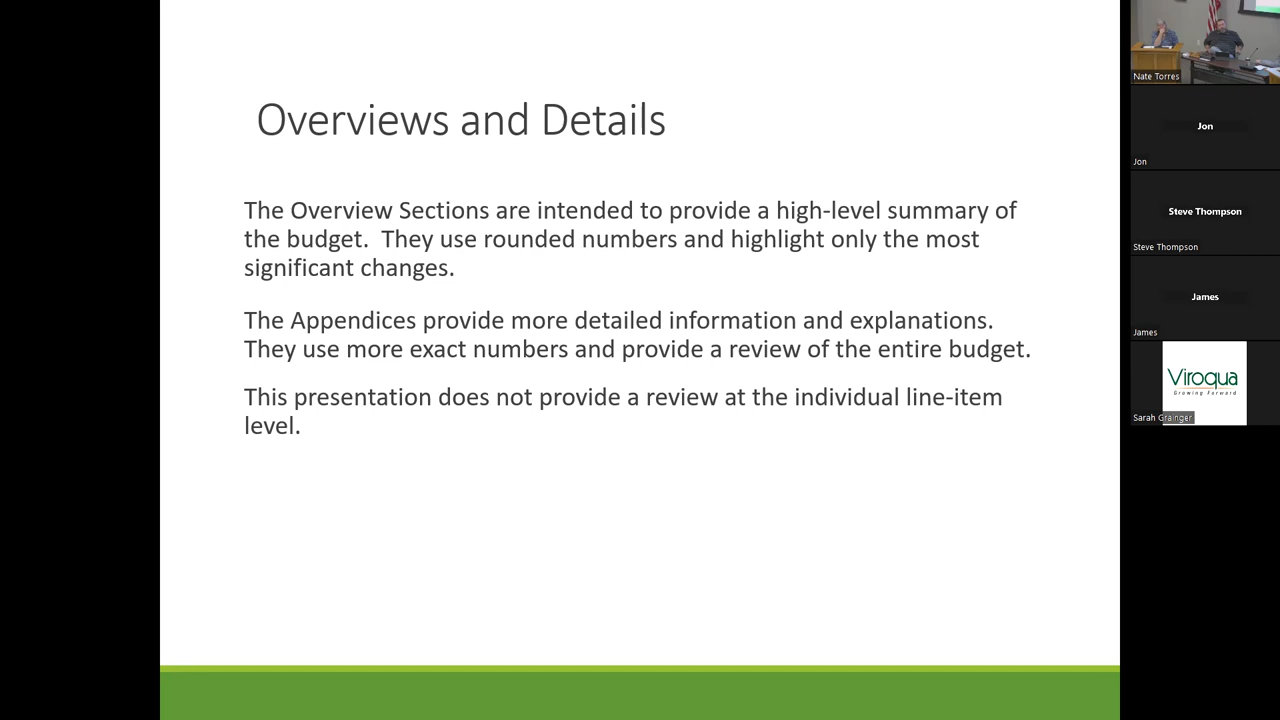 Overviews and Details
The Overview Sections are intended to provide a high-level summary of
the budget.  They use rounded numbers and highlight only the most
significant changes.
The Appendices provide more detailed information and explanations.
They use more exact numbers and provide a review of the entire budget.
This presentation does not provide a review at the individual line-item
level.
Nate Torres
Jon
Jon
Steve Thompson
Steve Thompson
James
James
Viroqua
Growing Forward
Sarah Grainger